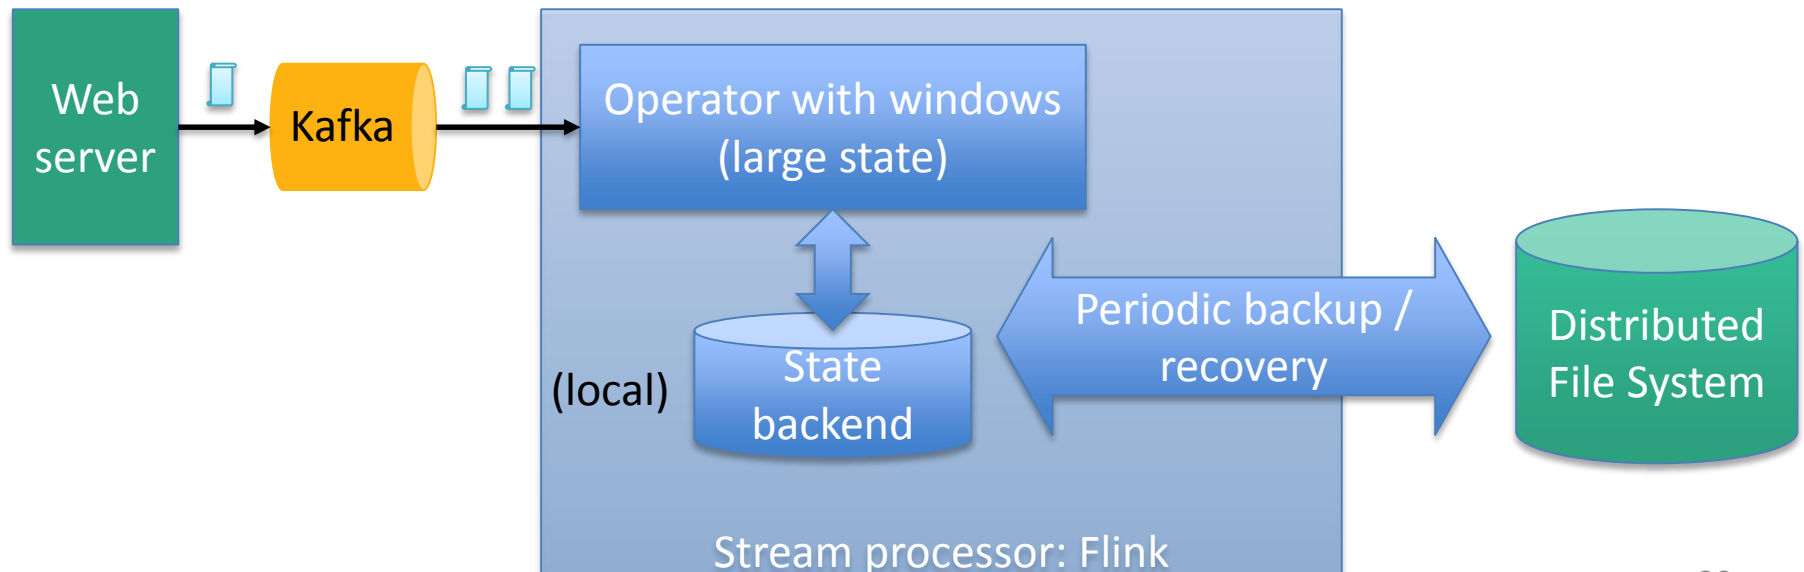 Web
server
Kafka
Operator with windows
(large state)
(local)
State
backend
Periodic backup /
recovery
Distributed
File System
Stream processor: Flink